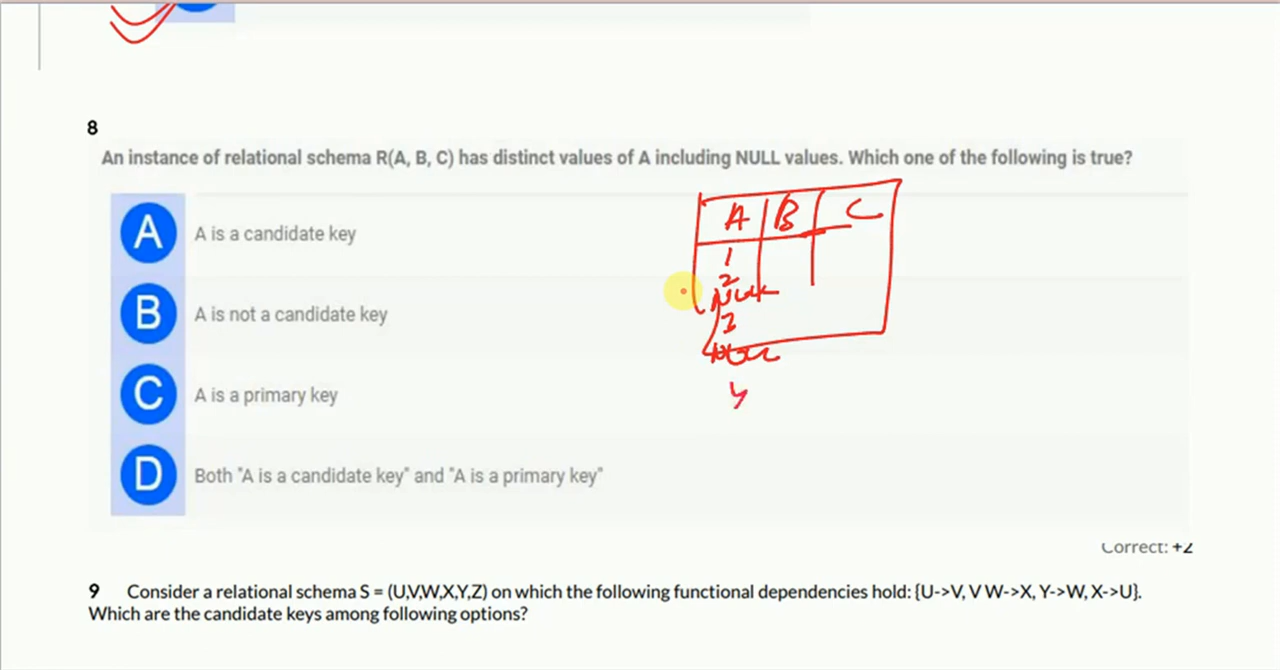 8
An instance of relational schema R(A, B, C) has distinct values of A including NULL values. Which one of the following is true?
A A is a candidate key
B A is not a candidate key
C A is a primary key
D Both "A is a candidate key" and "A is a primary key"
A B C
1
2
Null
3
4
Correct: +2
9 Consider a relational schema S = (U,V,W,X,Y,Z) on which the following functional dependencies hold: {U->V, V W->X, Y->W, X->U}.
Which are the candidate keys among following options?